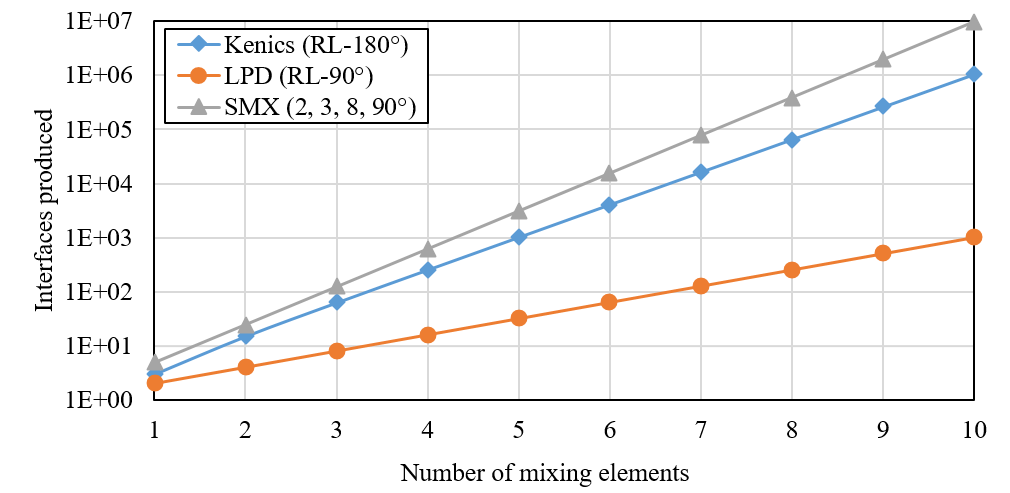 1E+07
1E+06
1E+05
1E+04
1E+03
1E+02
1E+01
1E+00
Interfaces produced
Kenics (RL-180°)
LPD (RL-90°)
SMX (2, 3, 8, 90°)
1 2 3 4 5 6 7 8 9 10
Number of mixing elements